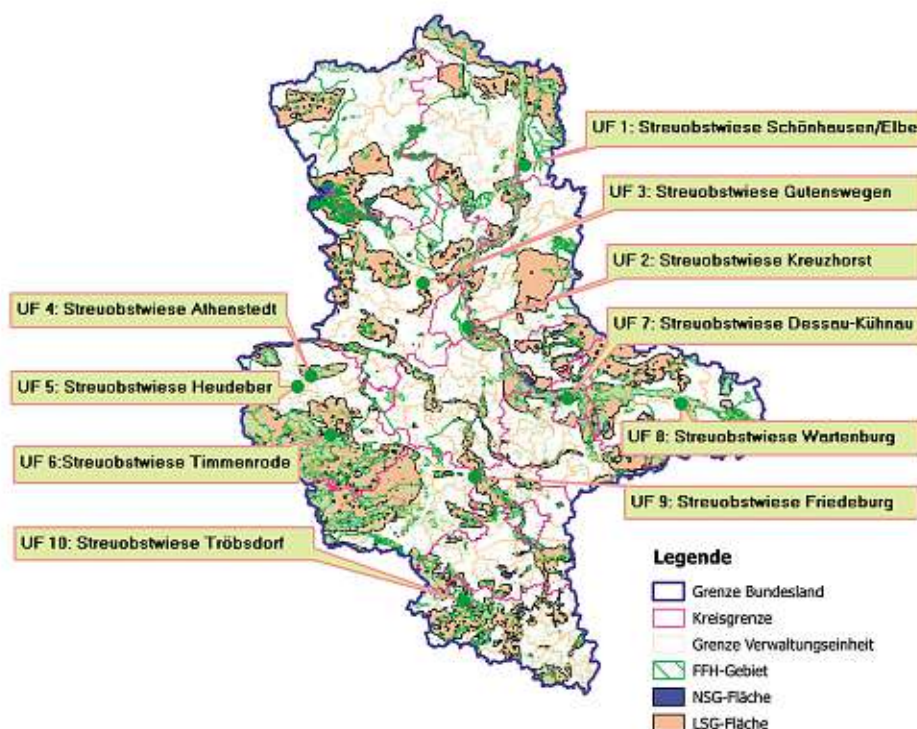 UF 1: Streuobstwiese Schönhausen/Elbe
UF 3: Streuobstwiese Gutenswegen
UF 2: Streuobstwiese Kreuzhorst
UF 4: Streuobstwiese Athenstedt
UF 7: Streuobstwiese Dessau-Kühnau
UF 5: Streuobstwiese Heudeber
UF 8: Streuobstwiese Wartenburg
UF 6:Streuobstwiese Timmenrode
UF 9: Streuobstwiese Friedeburg
UF 10: Streuobstwiese Tröbsdorf
Legende
Grenze Bundesland
Kreisgrenze
Grenze Verwaltungseinheit
FFH-Gebiet
NSG-Fläche
LSG-Fläche